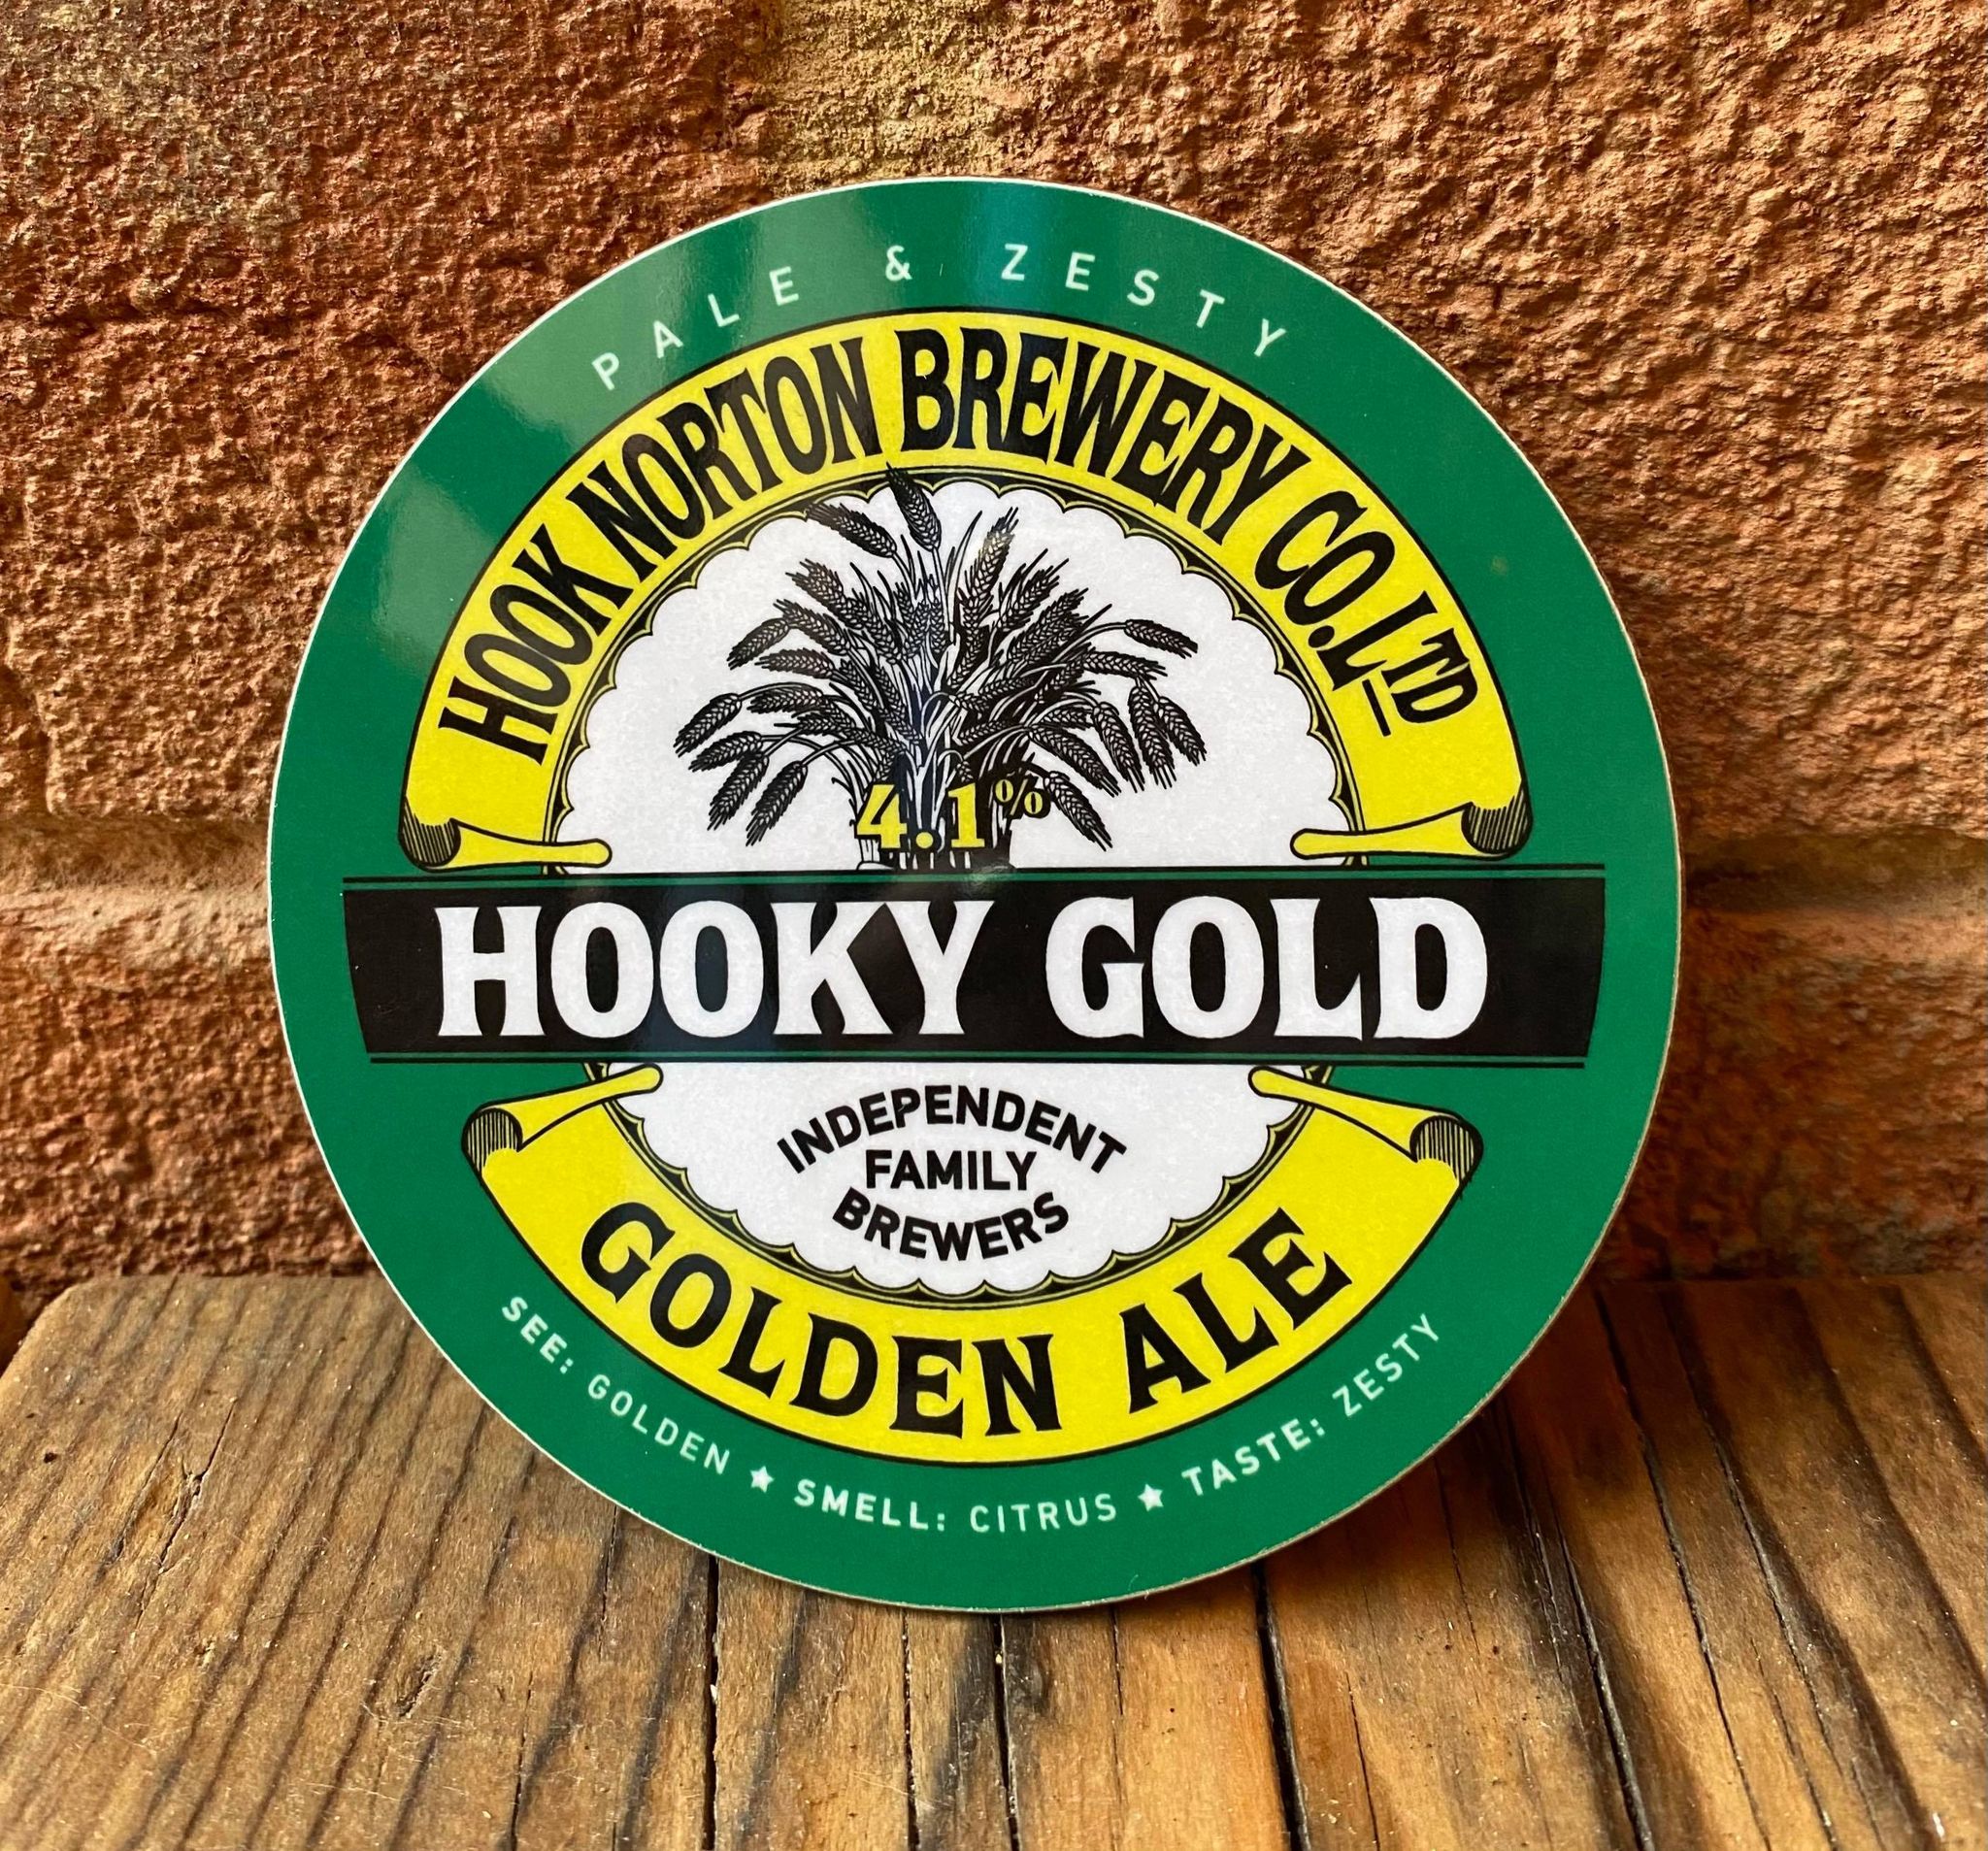 PALE & ZESTY
HOOK NORTON BREWERY CO. LTD
4.1%
HOOKY GOLD
INDEPENDENT
FAMILY
BREWERS
GOLDEN ALE
SEE: GOLDEN ★ SMELL: CITRUS ★ TASTE: ZESTY